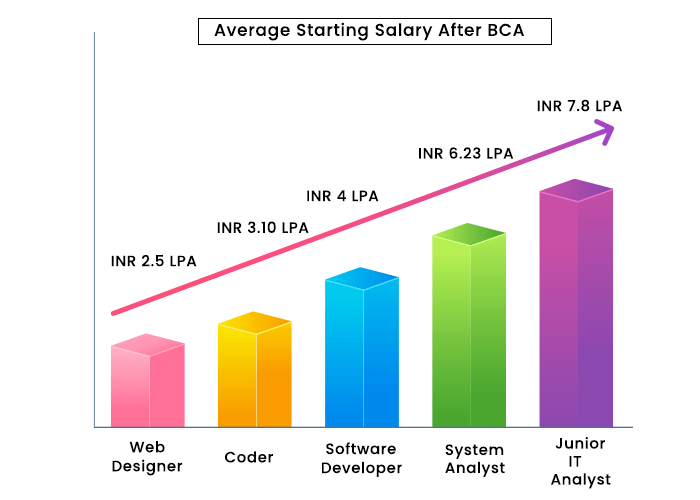 Average Starting Salary After BCA
INR 7.8 LPA
INR 6.23 LPA
INR 4 LPA
INR 3.10 LPA
INR 2.5 LPA
Web
Designer
Coder
Software
Developer
System
Analyst
Junior
IT
Analyst